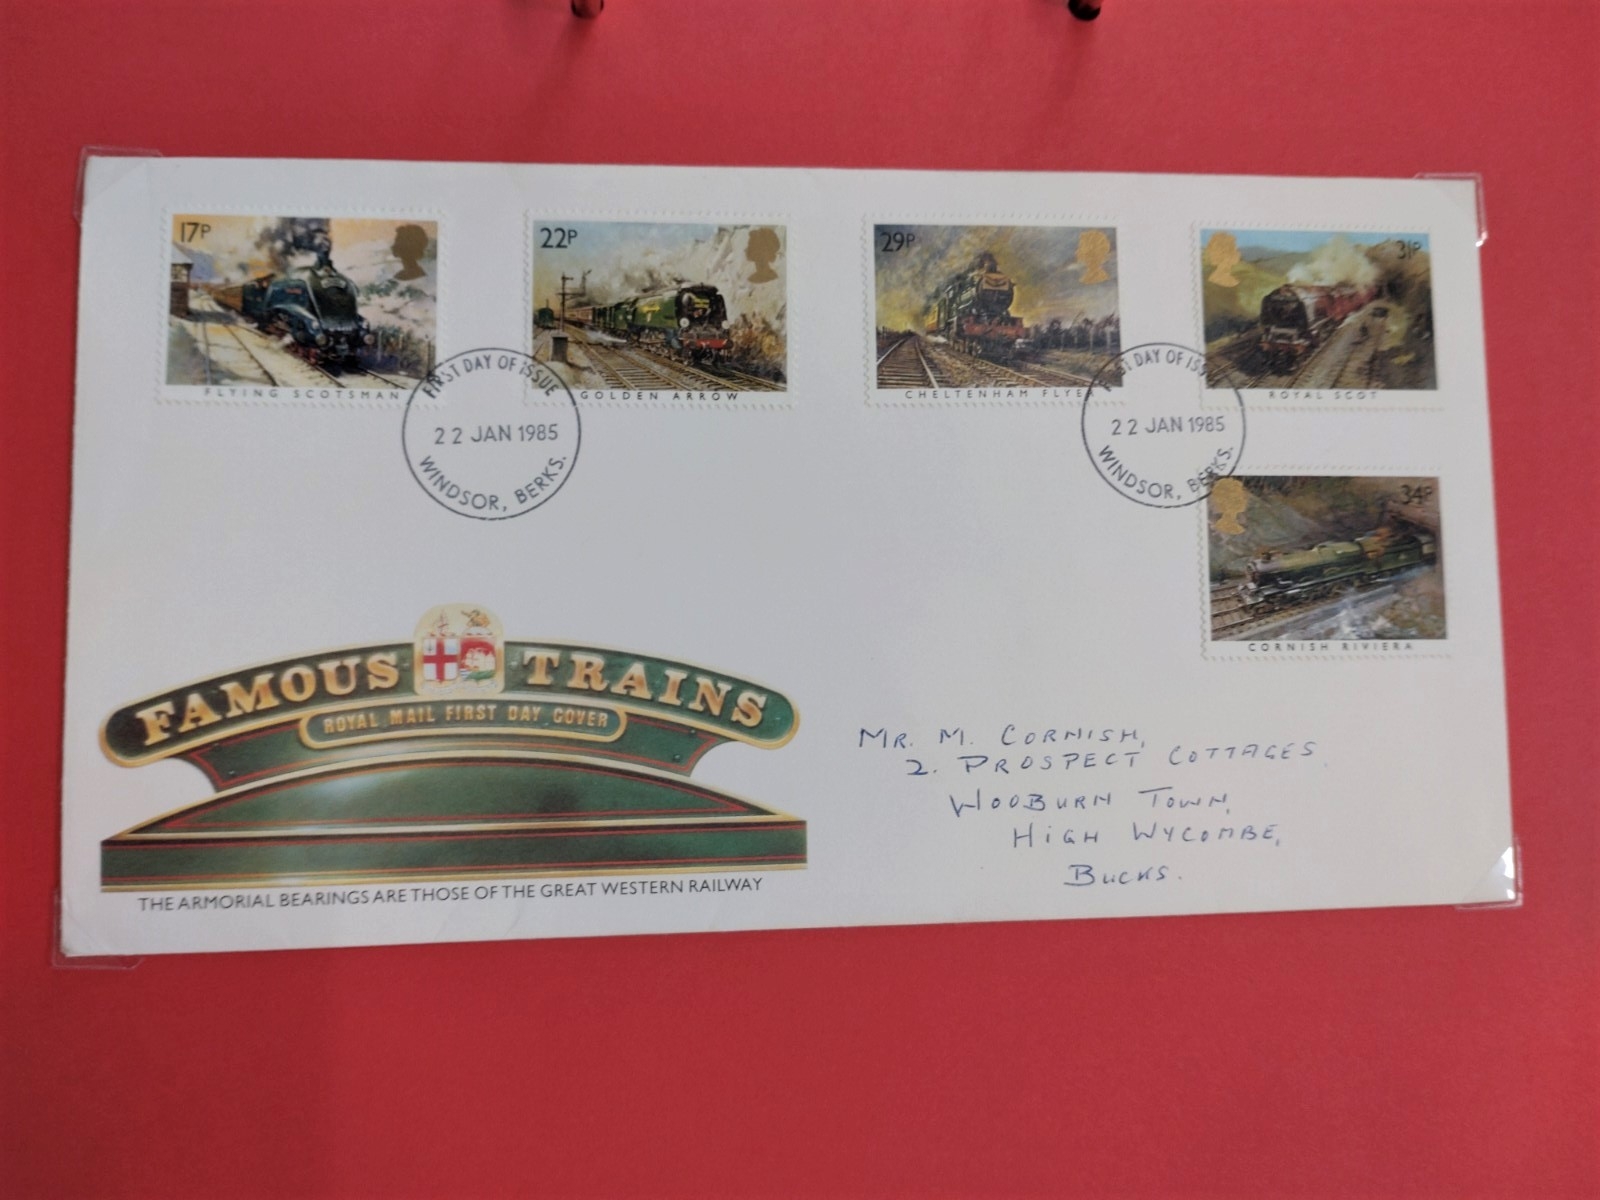 17P
FLYING SCOTSMAN
22P
GOLDEN ARROW
29P
CHELTENHAM FLYER
31P
ROYAL SCOT
FIRST DAY OF ISSUE
22 JAN 1985
WINDSOR, BERKS.
FIRST DAY OF ISSUE
22 JAN 1985
WINDSOR, BERKS.
34P
CORNISH RIVIERA
FAMOUS TRAINS
ROYAL MAIL FIRST DAY COVER
THE ARMORIAL BEARINGS ARE THOSE OF THE GREAT WESTERN RAILWAY
MR. M. CORNISH,
2. PROSPECT COTTAGES
WOOBURN TOWN,
HIGH WYCOMBE,
BUCKS.